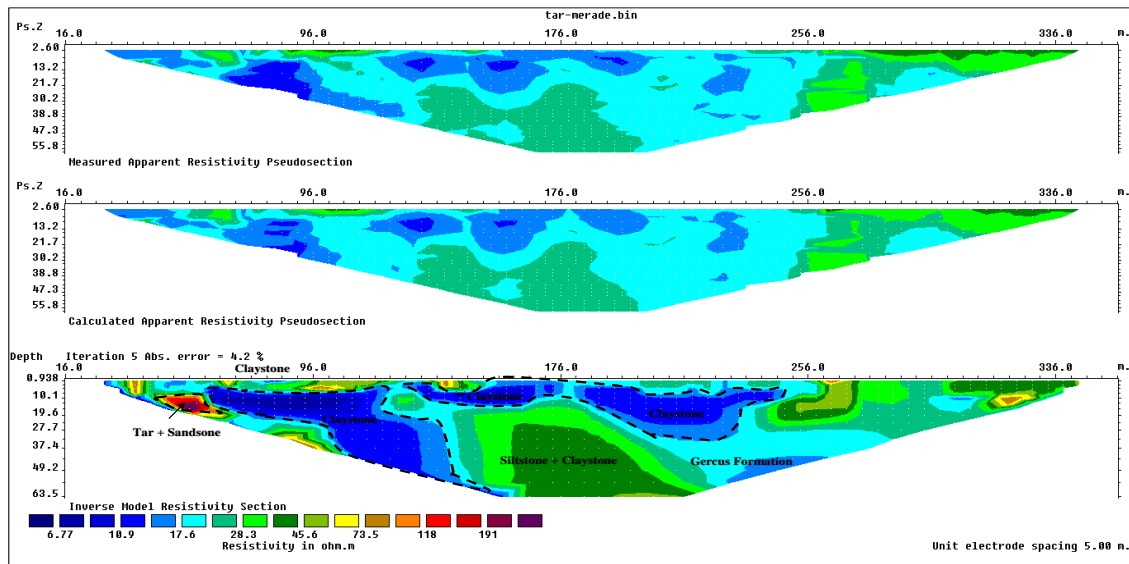 tar-merade.bin
Ps.Z 16.0 96.0 176.0 256.0 336.0 m.
2.60
13.2
21.7
30.2
38.8
47.3
55.8
Measured Apparent Resistivity Pseudosection
Ps.Z 16.0 96.0 176.0 256.0 336.0 m.
2.60
13.2
21.7
30.2
38.8
47.3
55.8
Calculated Apparent Resistivity Pseudosection
Depth Iteration 5 Abs. error = 4.2 %
16.0 96.0 176.0 256.0 336.0 m.
Claystone
0.938
10.1
19.6
27.7
37.4
49.2
63.5
Claystone
Claystone
Claystone
Tar + Sandsone
Siltstone + Claystone
Gercus Formation
Inverse Model Resistivity Section
6.77 10.9 17.6 28.3 45.6 73.5 118 191
Resistivity in ohm.m
Unit electrode spacing 5.00 m.